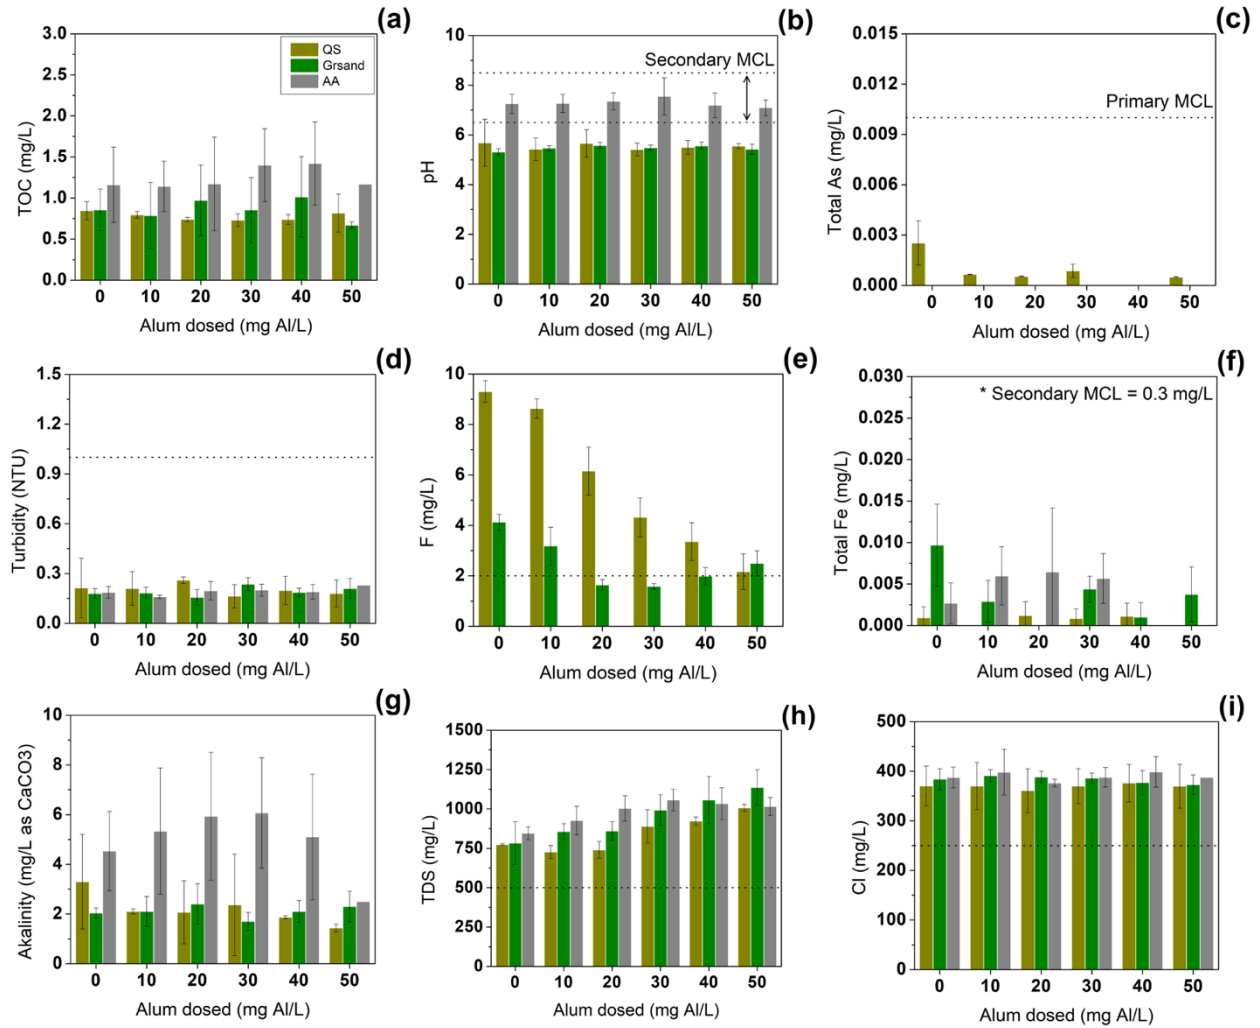 (a)
TOC (mg/L)
3.0
2.5
2.0
1.5
1.0
0.5
0.0
QS
Grsand
AA
0 10 20 30 40 50
Alum dosed (mg Al/L)
(b)
pH
10
8
6
4
2
0
Secondary MCL
0 10 20 30 40 50
Alum dosed (mg Al/L)
(c)
Total As (mg/L)
0.015
0.012
0.009
0.006
0.003
0.000
Primary MCL
0 10 20 30 40 50
Alum dosed (mg Al/L)
(d)
Turbidity (NTU)
1.5
1.2
0.9
0.6
0.3
0.0
0 10 20 30 40 50
Alum dosed (mg Al/L)
(e)
F (mg/L)
10
8
6
4
2
0
0 10 20 30 40 50
Alum dosed (mg Al/L)
(f)
Total Fe (mg/L)
0.030
0.025
0.020
0.015
0.010
0.005
0.000
* Secondary MCL = 0.3 mg/L
0 10 20 30 40 50
Alum dosed (mg Al/L)
(g)
Akalinity (mg/L as CaCO3)
10
8
6
4
2
0
0 10 20 30 40 50
Alum dosed (mg Al/L)
(h)
TDS (mg/L)
1500
1250
1000
750
500
250
0
0 10 20 30 40 50
Alum dosed (mg Al/L)
(i)
Cl (mg/L)
500
400
300
200
100
0
0 10 20 30 40 50
Alum dosed (mg Al/L)